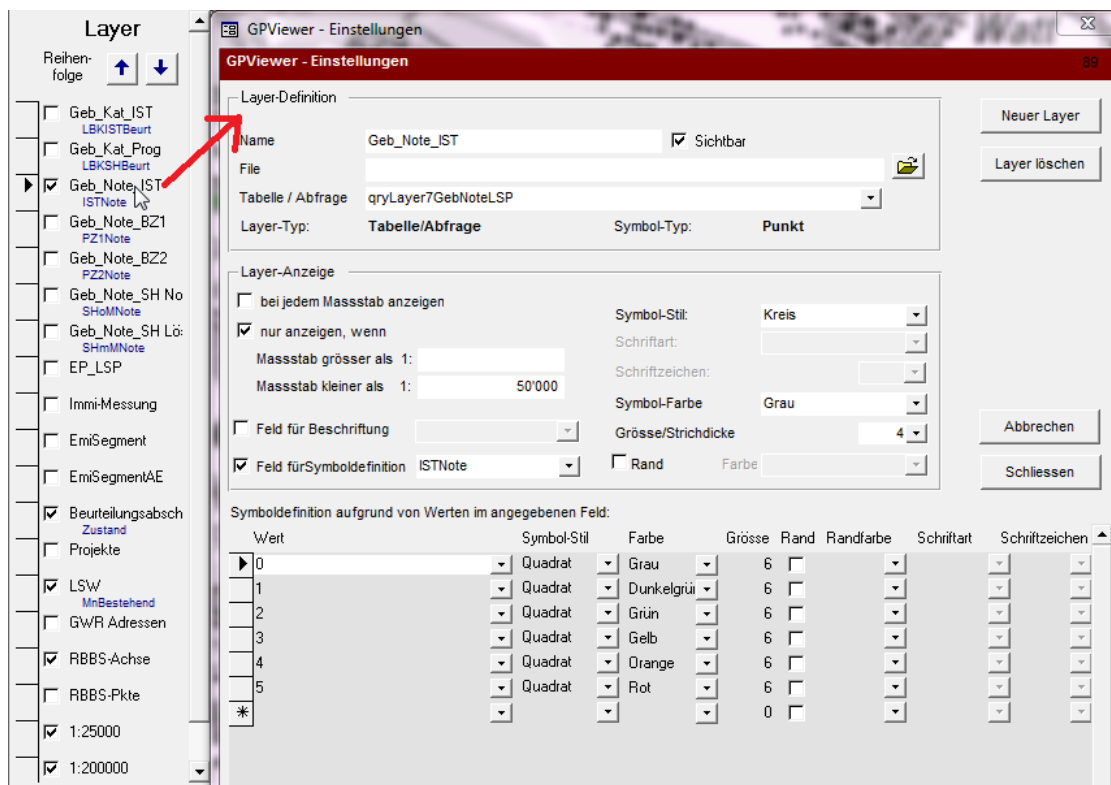 Layer
Reihen-
folge
Geb_Kat_IST
LBKISTBeurt
Geb_Kat_Prog
LBKSHBeurt
Geb_Note_IST
ISTNote
Geb_Note_BZ1
PZ1Note
Geb_Note_BZ2
PZ2Note
Geb_Note_SH No
SHoMNote
Geb_Note_SH Lö
SHmMNote
EP_LSP
Immi-Messung
EmiSegment
EmiSegmentAE
Beurteilungsabsch
Zustand
Projekte
LSW
MnBestehend
GWR Adressen
RBBS-Achse
RBBS-Pkte
1:25000
1:200000
GPViewer - Einstellungen
GPViewer - Einstellungen 89
Layer-Definition
Name Geb_Note_IST Sichtbar
File
Tabelle / Abfrage qryLayer7GebNoteLSP
Layer-Typ: Tabelle/Abfrage Symbol-Typ: Punkt
Neuer Layer
Layer löschen
Layer-Anzeige
bei jedem Massstab anzeigen
nur anzeigen, wenn
Massstab grösser als 1:
Massstab kleiner als 1: 50'000
Feld für Beschriftung
Feld fürSymboldefinition ISTNote
Symbol-Stil: Kreis
Schriftart:
Schriftzeichen:
Symbol-Farbe Grau
Grösse/Strichdicke 4
Rand Farbe
Abbrechen
Schliessen
Symboldefinition aufgrund von Werten im angegebenen Feld:
Wert Symbol-Stil Farbe Grösse Rand Randfarbe Schriftart Schriftzeichen
0 Quadrat Grau 6
1 Quadrat Dunkelgrün 6
2 Quadrat Grün 6
3 Quadrat Gelb 6
4 Quadrat Orange 6
5 Quadrat Rot 6
* 0